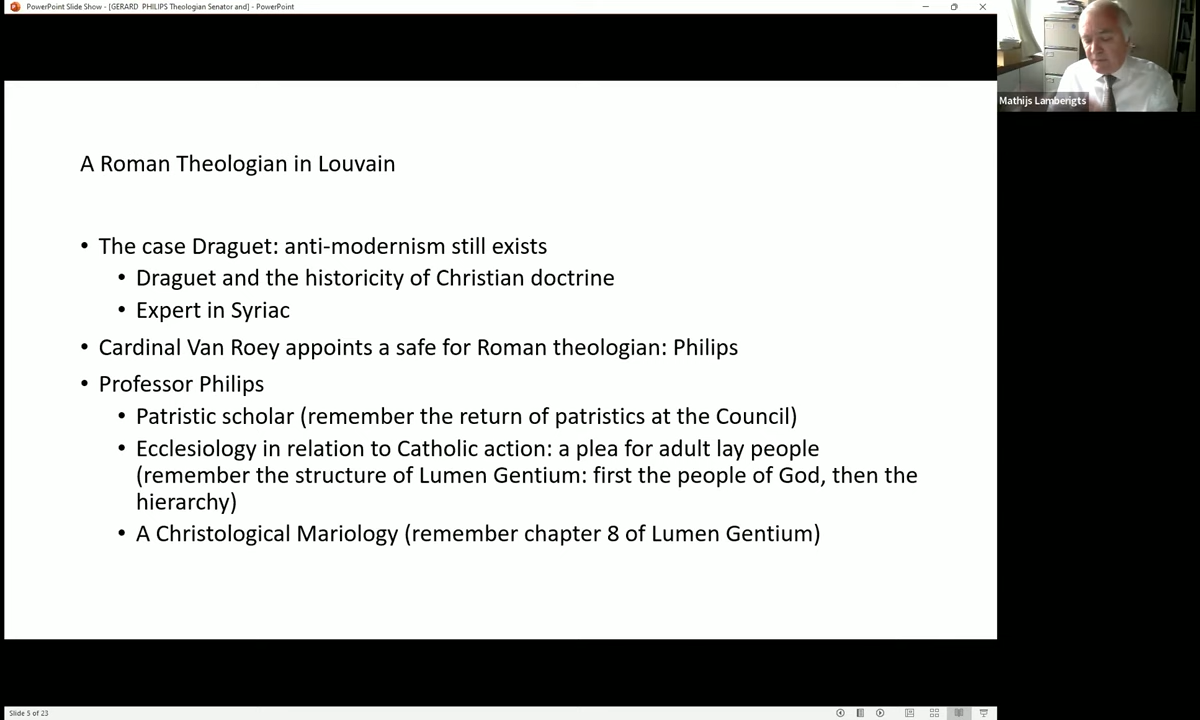 PowerPoint Slide Show - [GERARD PHILIPS Theologian Senator and] - PowerPoint
Mathijs Lamberigts
A Roman Theologian in Louvain
• The case Draguet: anti-modernism still exists
• Draguet and the historicity of Christian doctrine
• Expert in Syriac
• Cardinal Van Roey appoints a safe for Roman theologian: Philips
• Professor Philips
• Patristic scholar (remember the return of patristics at the Council)
• Ecclesiology in relation to Catholic action: a plea for adult lay people
(remember the structure of Lumen Gentium: first the people of God, then the
hierarchy)
• A Christological Mariology (remember chapter 8 of Lumen Gentium)
Slide 5 of 23